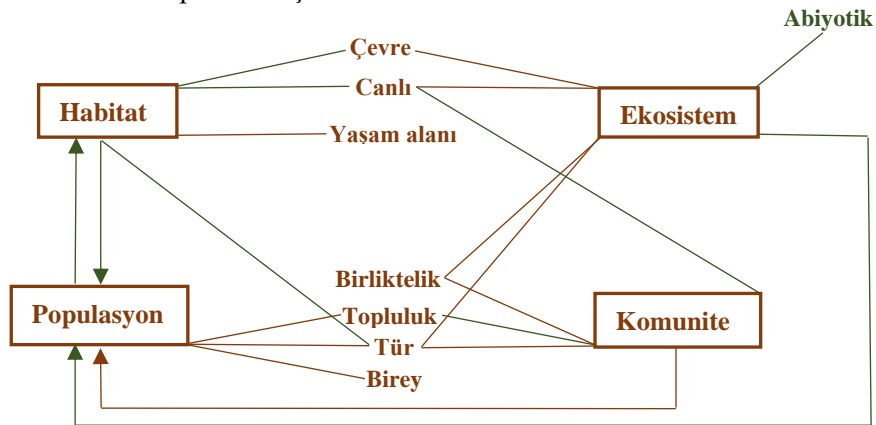 Abiyotik
Çevre
Canlı
Habitat
Ekosistem
Yaşam alanı
Birliktelik
Populasyon
Topluluk
Komunite
Tür
Birey